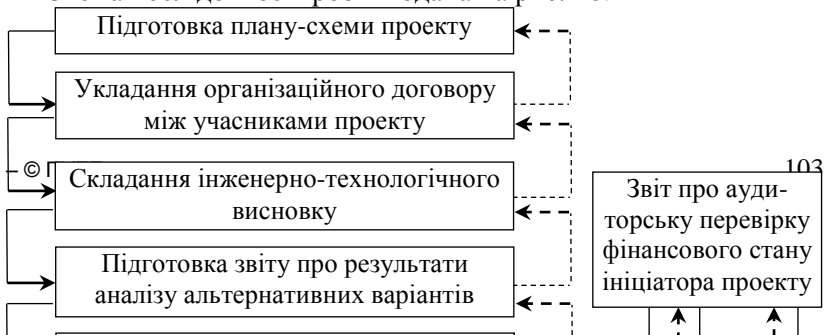 Підготовка плану-схеми проекту
Укладання організаційного договору
між учасниками проекту
– ©
103
Складання інженерно-технологічного
висновку
Звіт про ауди-
торську перевірку
фінансового стану
ініціатора проекту
Підготовка звіту про результати
аналізу альтернативних варіантів